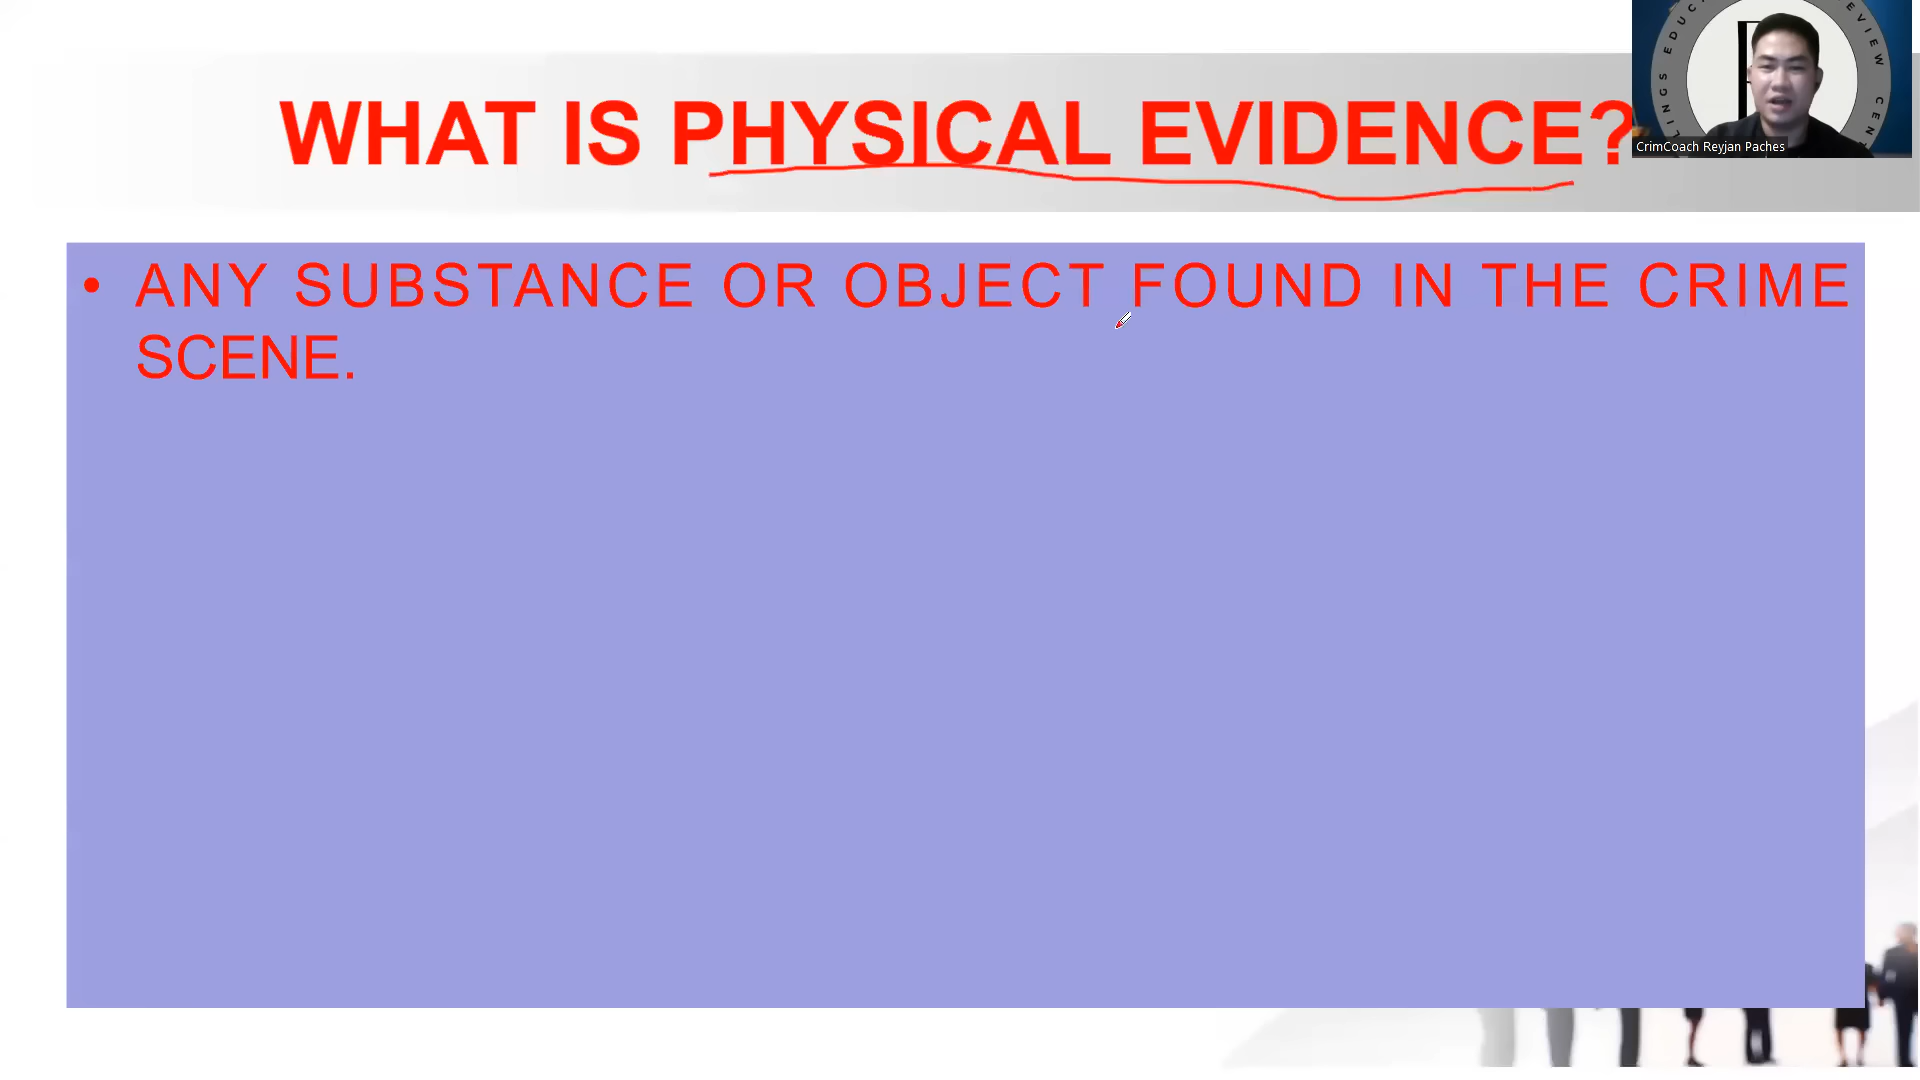 WHAT IS PHYSICAL EVIDENCE?
CrimCoach Reyjan Paches
• ANY SUBSTANCE OR OBJECT FOUND IN THE CRIME
SCENE.